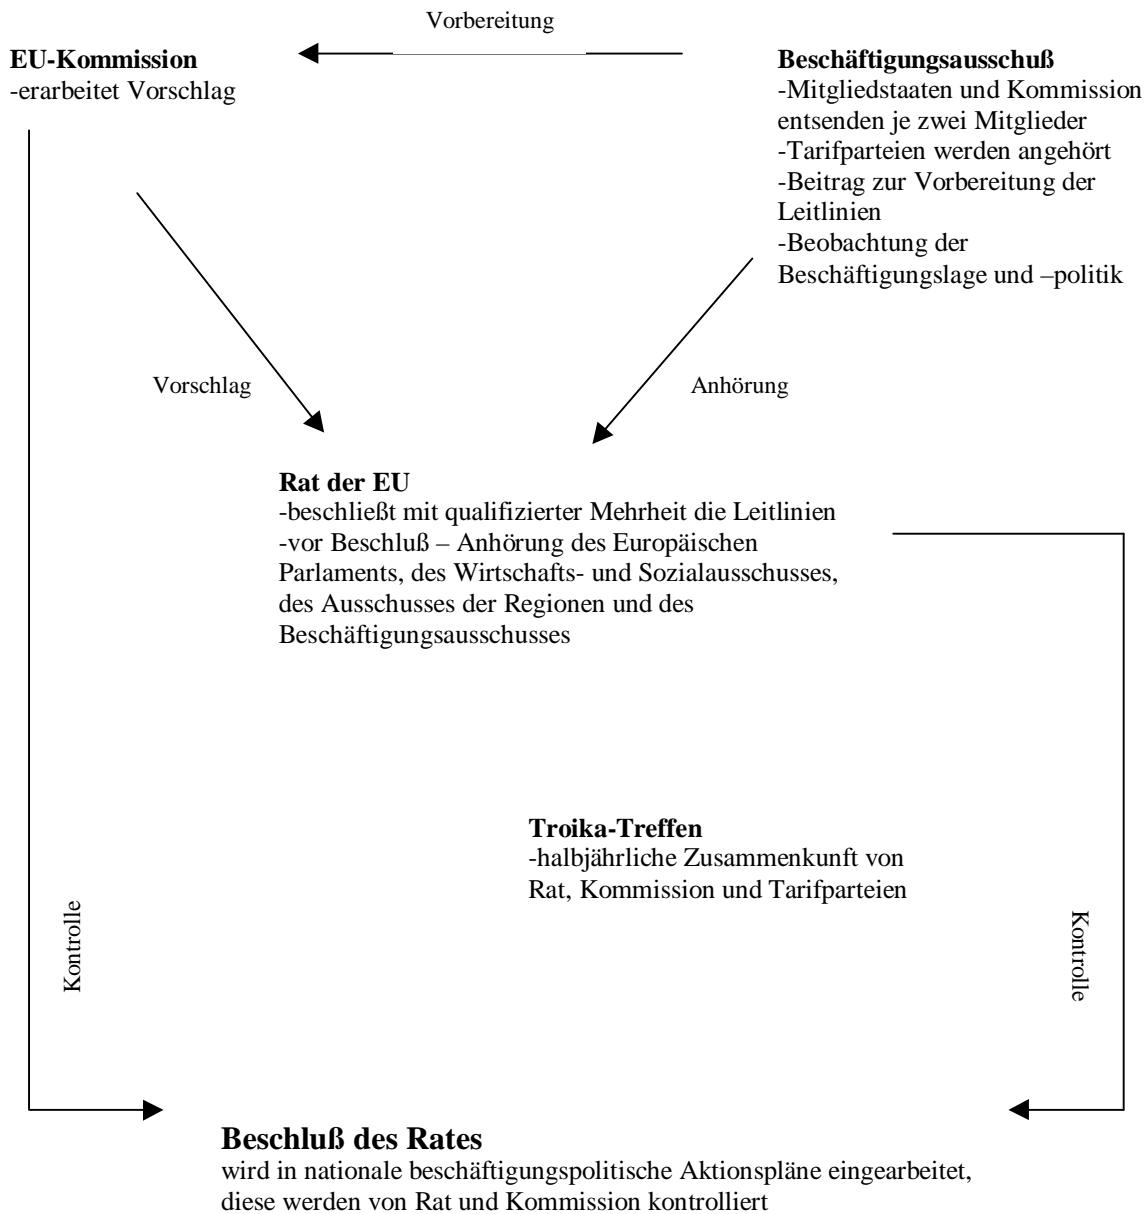 Vorbereitung
EU-Kommission
-erarbeitet Vorschlag
Beschäftigungsausschuß
-Mitgliedstaaten und Kommission
entsenden je zwei Mitglieder
-Tarifparteien werden angehört
-Beitrag zur Vorbereitung der
Leitlinien
-Beobachtung der
Beschäftigungslage und –politik
Vorschlag
Anhörung
Rat der EU
-beschließt mit qualifizierter Mehrheit die Leitlinien
-vor Beschluß – Anhörung des Europäischen
Parlaments, des Wirtschafts- und Sozialausschusses,
des Ausschusses der Regionen und des
Beschäftigungsausschusses
Troika-Treffen
-halbjährliche Zusammenkunft von
Rat, Kommission und Tarifparteien
Kontrolle
Kontrolle
Beschluß des Rates
wird in nationale beschäftigungspolitische Aktionspläne eingearbeitet,
diese werden von Rat und Kommission kontrolliert